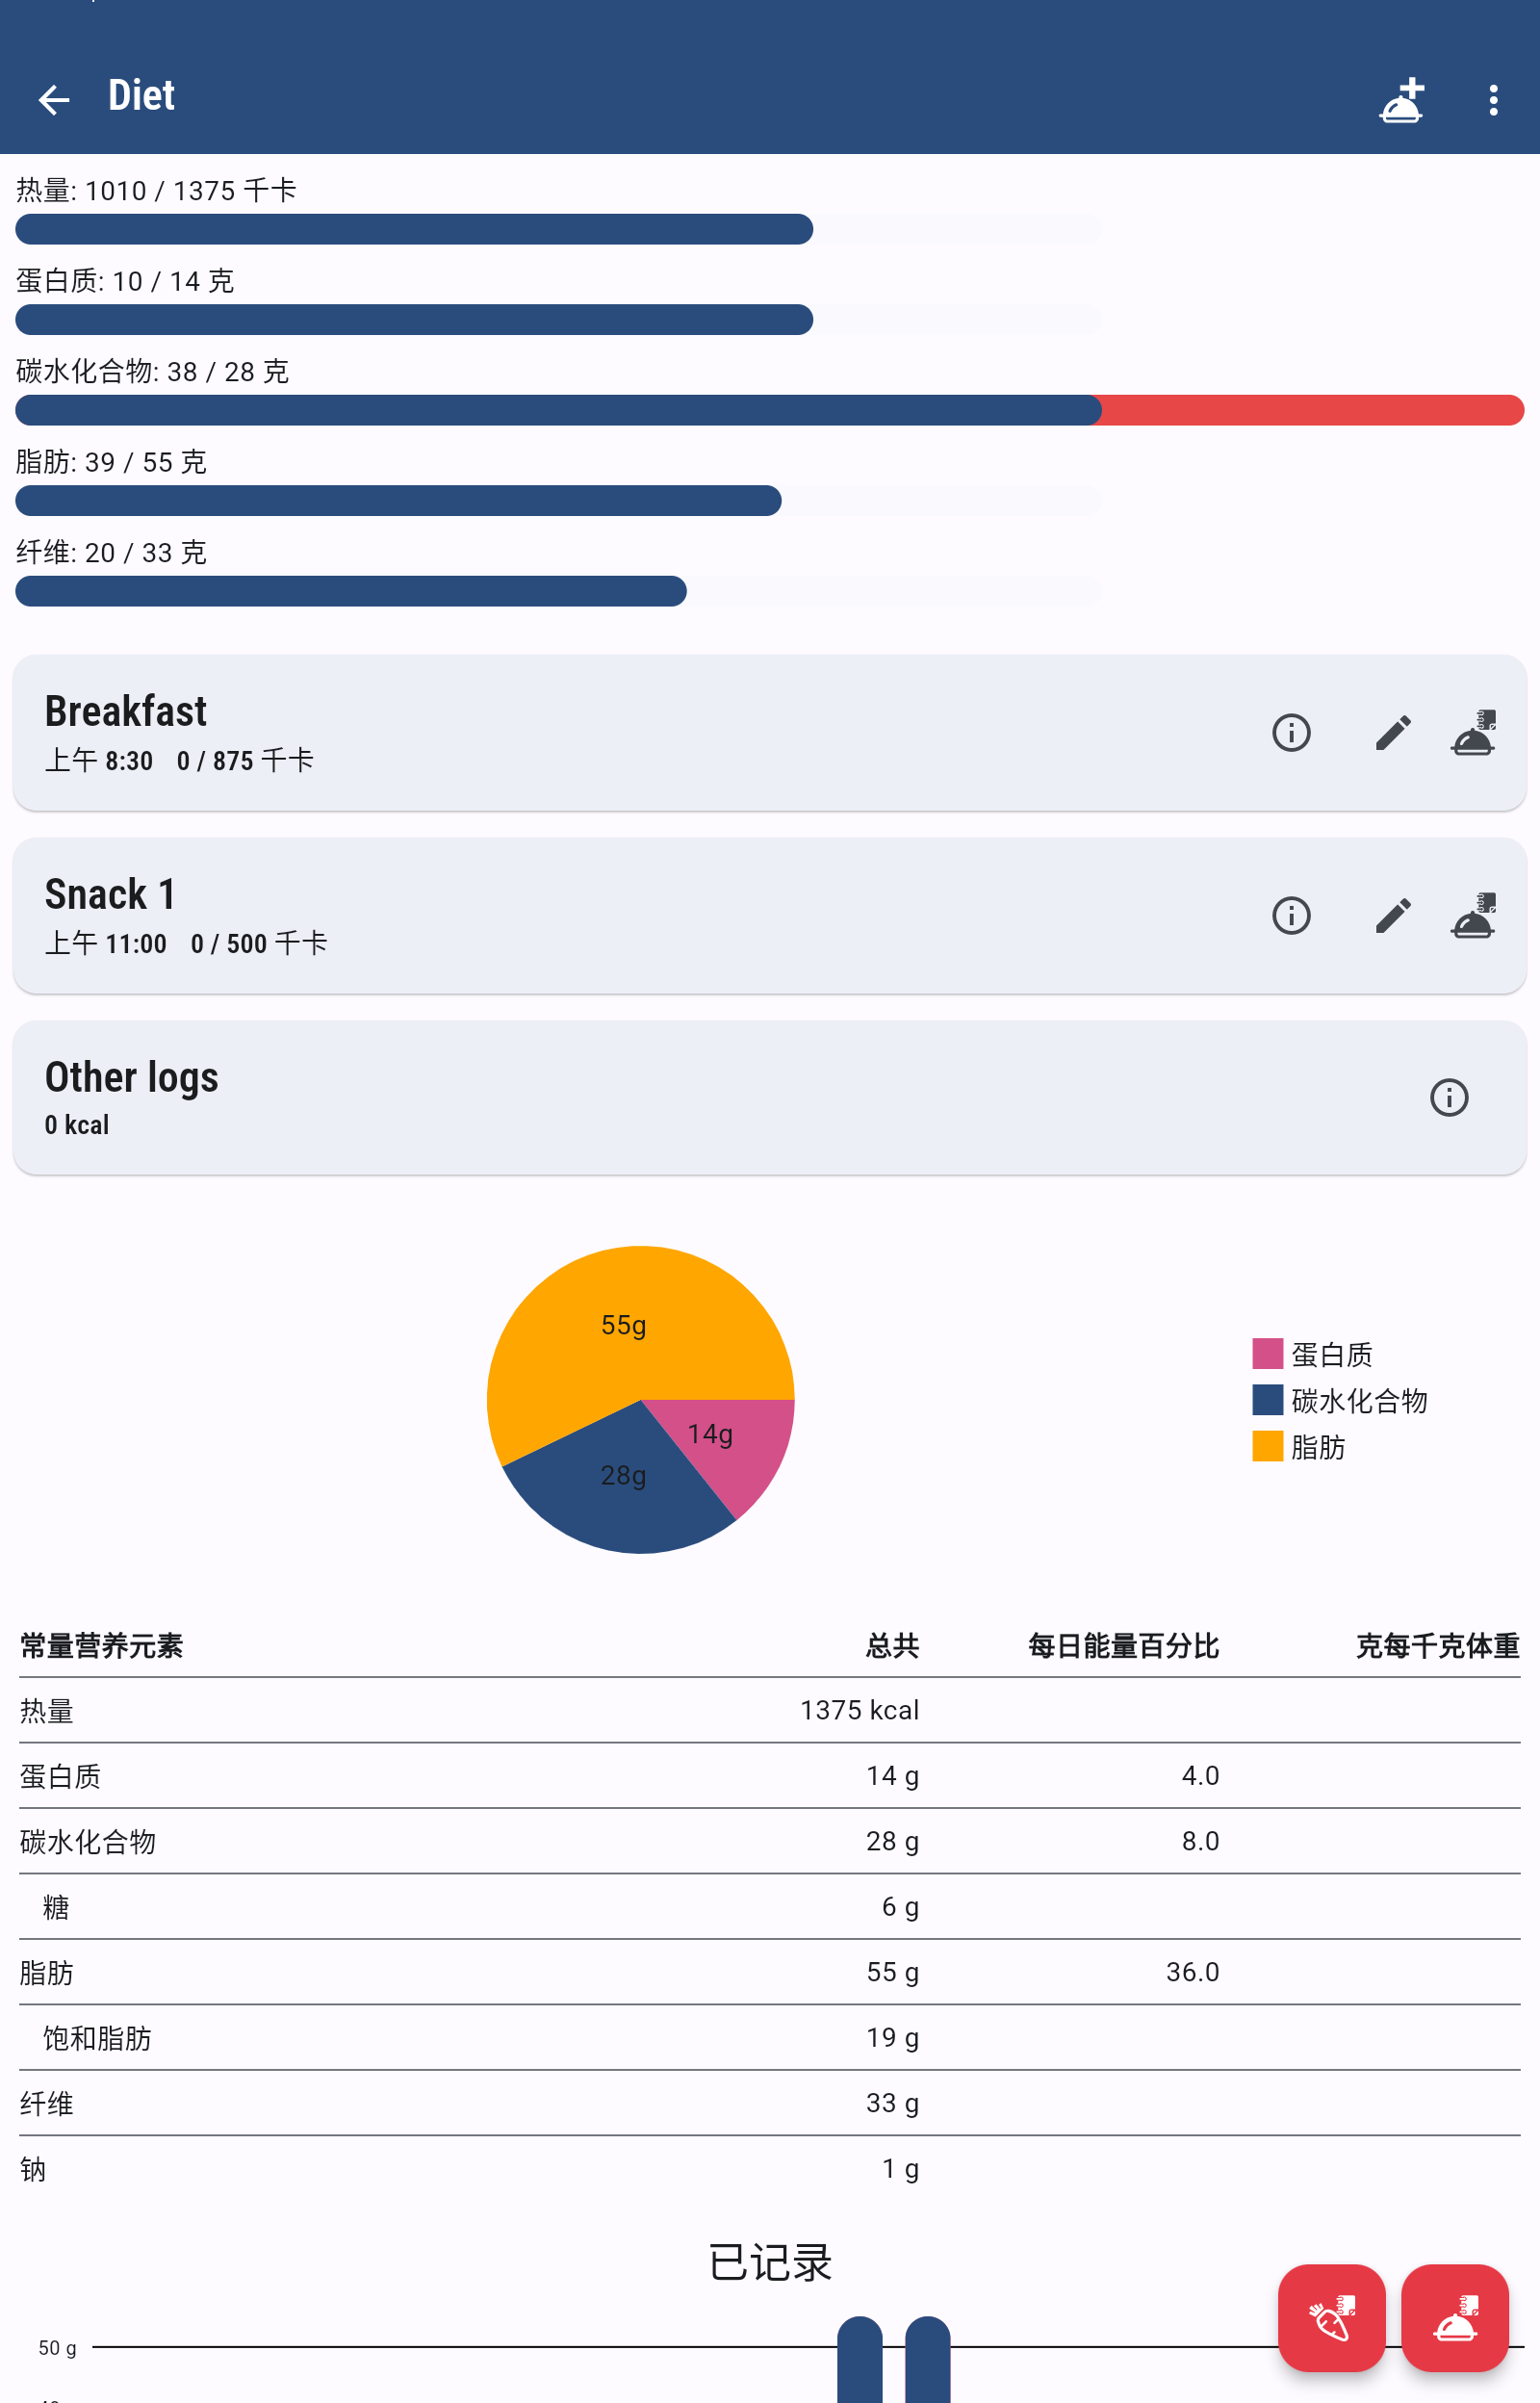 Diet
热量: 1010 / 1375 千卡
蛋白质: 10 / 14 克
碳水化合物: 38 / 28 克
脂肪: 39 / 55 克
纤维: 20 / 33 克
Breakfast
上午 8:30 0 / 875 千卡
Snack 1
上午 11:00 0 / 500 千卡
Other logs
0 kcal
55g
14g
28g
蛋白质
碳水化合物
脂肪
常量营养元素 总共 每日能量百分比 克每千克体重
热量 1375 kcal
蛋白质 14 g 4.0
碳水化合物 28 g 8.0
糖 6 g
脂肪 55 g 36.0
饱和脂肪 19 g
纤维 33 g
钠 1 g
已记录
50 g